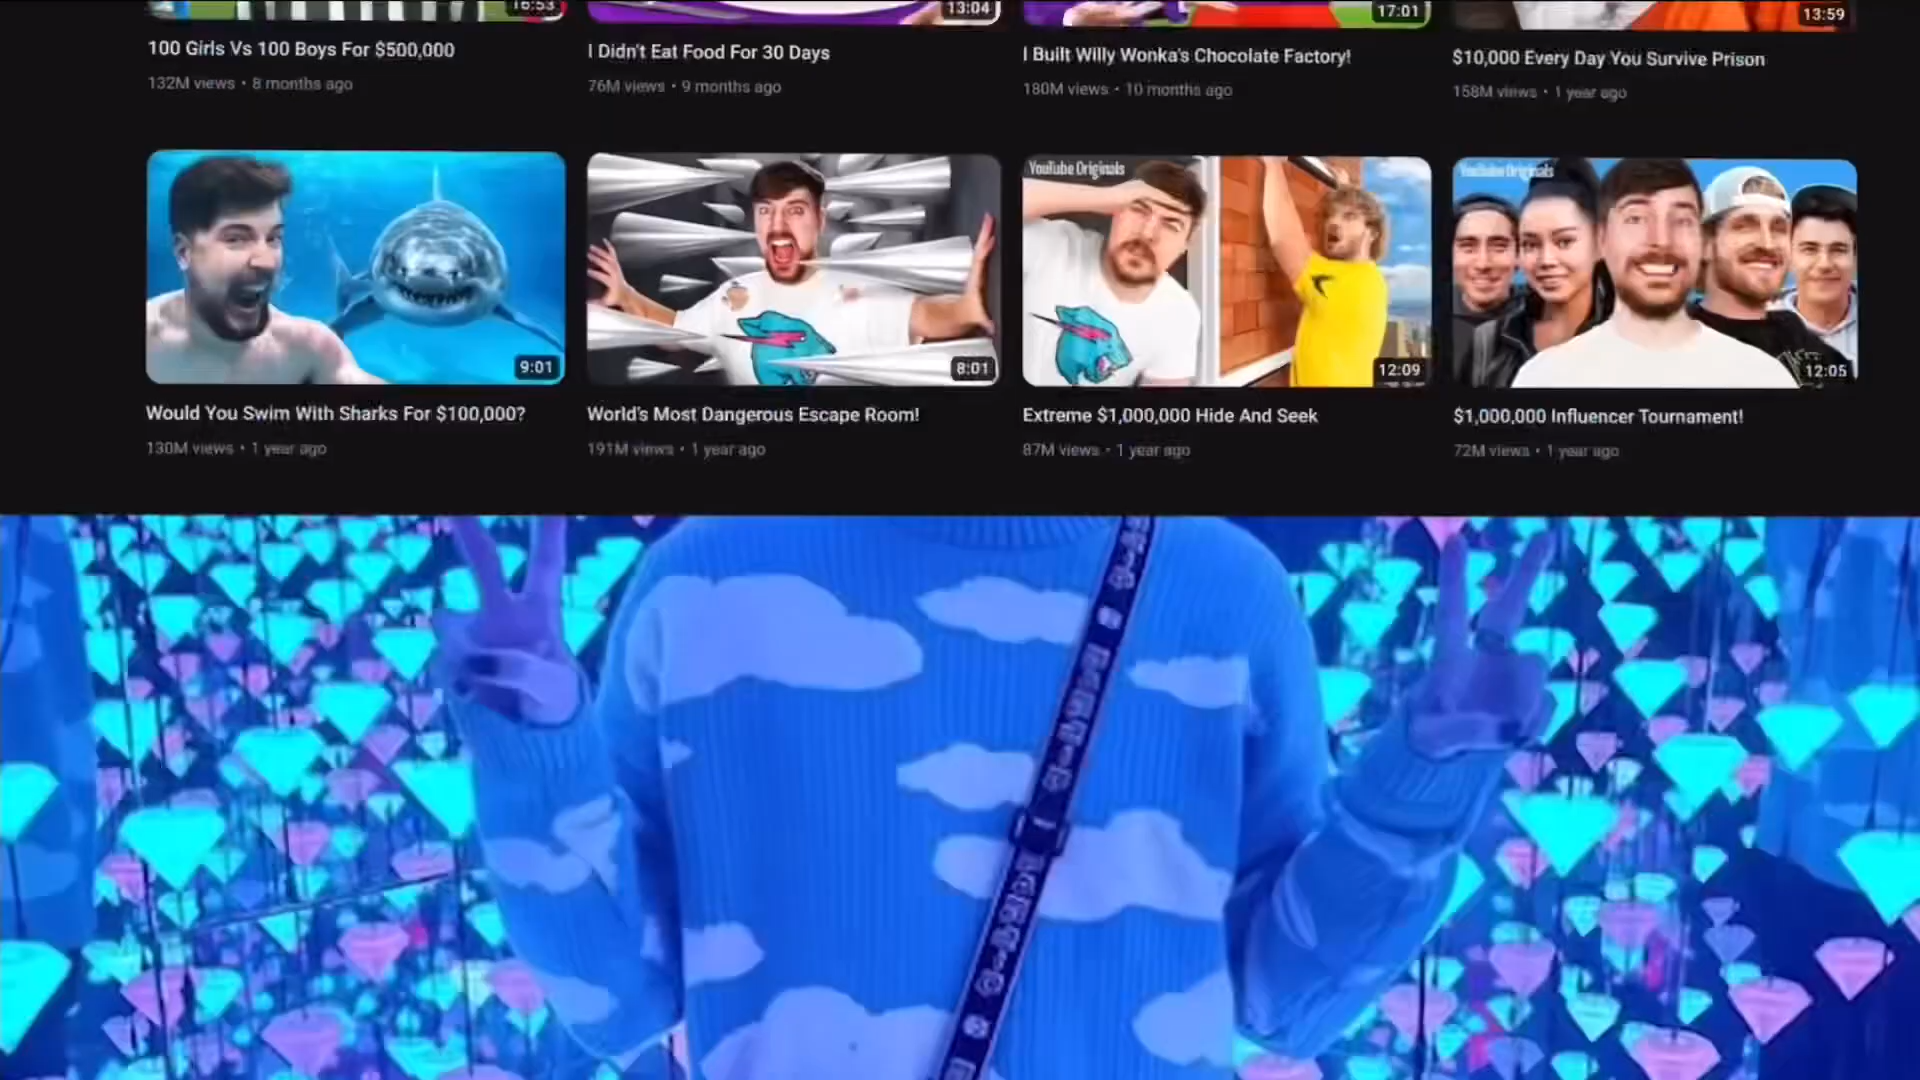 16:53
13:04
17:01
13:59
100 Girls Vs 100 Boys For $500,000
I Didn't Eat Food For 30 Days
I Built Willy Wonka's Chocolate Factory!
$10,000 Every Day You Survive Prison
132M views • 8 months ago
76M views • 9 months ago
180M views • 10 months ago
158M views • 1 year ago
YouTube Originals
YouTube Originals
9:01
8:01
12:09
12:05
Would You Swim With Sharks For $100,000?
World's Most Dangerous Escape Room!
Extreme $1,000,000 Hide And Seek
$1,000,000 Influencer Tournament!
130M views • 1 year ago
191M views • 1 year ago
87M views • 1 year ago
72M views • 1 year ago